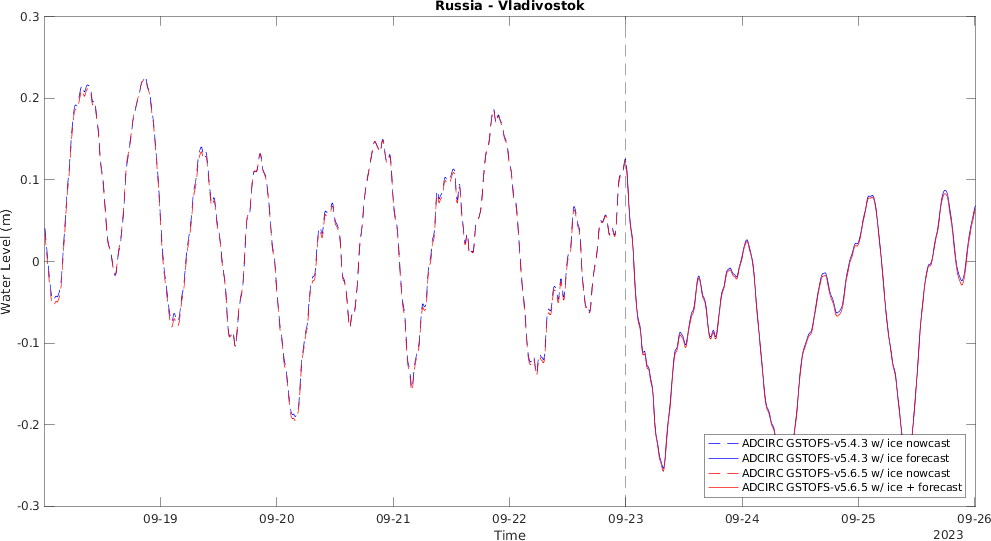 Russia - Vladivostok
0.3
0.2
0.1
0
-0.1
-0.2
-0.3
Water Level (m)
ADCIRC GSTOFS-v5.4.3 w/ ice nowcast
ADCIRC GSTOFS-v5.4.3 w/ ice forecast
ADCIRC GSTOFS-v5.6.5 w/ ice nowcast
ADCIRC GSTOFS-v5.6.5 w/ ice + forecast
09-19 09-20 09-21 09-22 09-23 09-24 09-25 09-26
Time
2023